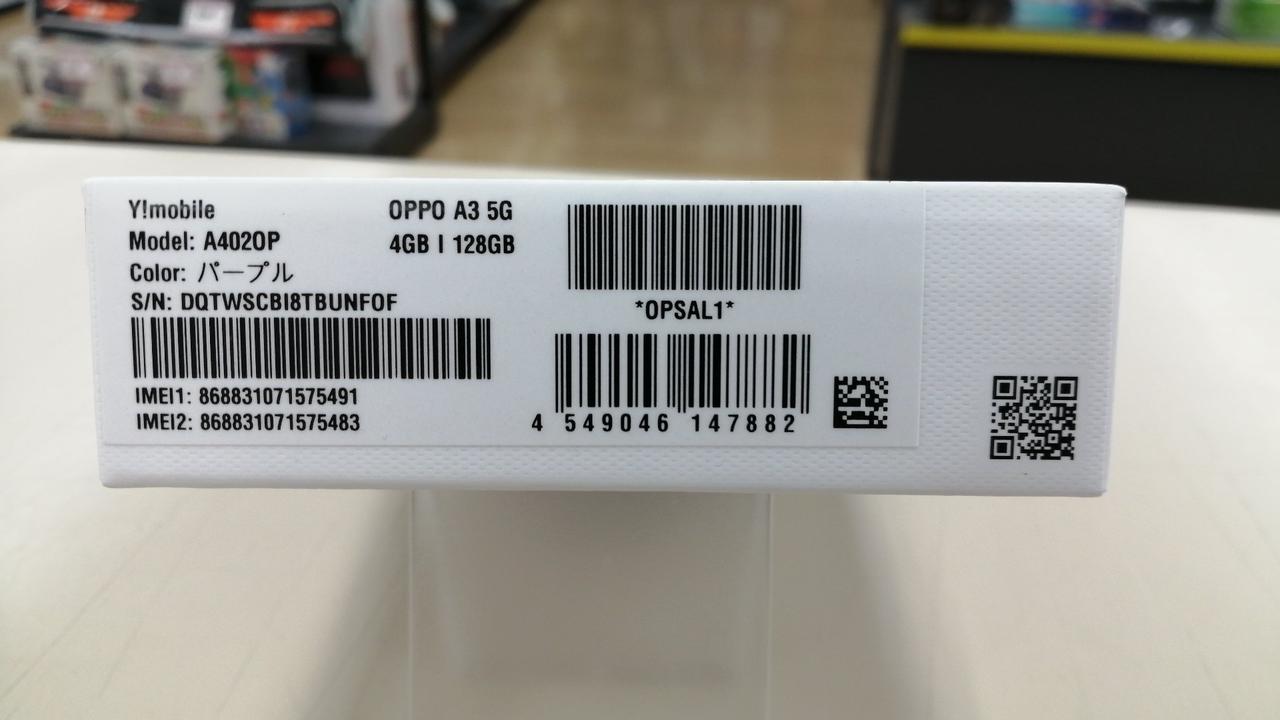 Y!mobile
OPPO A3 5G
Model: A402OP
4GB | 128GB
Color: パープル
S/N: DQTWSCBI8TBUNFOF
IMEI1: 868831071575491
IMEI2: 868831071575483
*OPSAL1*
4 549046 147882